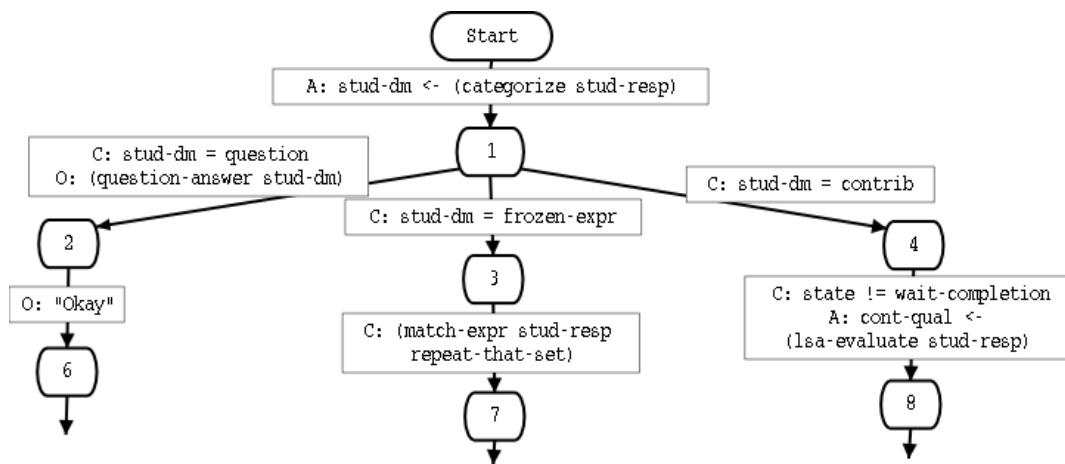 Start
A: stud-dm <- (categorize stud-resp)
1
C: stud-dm = question
O: (question-answer stud-dm)
C: stud-dm = contrib
C: stud-dm = frozen-expr
2
4
3
O: "Okay"
C: (match-expr stud-resp
repeat-that-set)
C: state != wait-completion
A: cont-qual <-
(lsa-evaluate stud-resp)
6
7
8